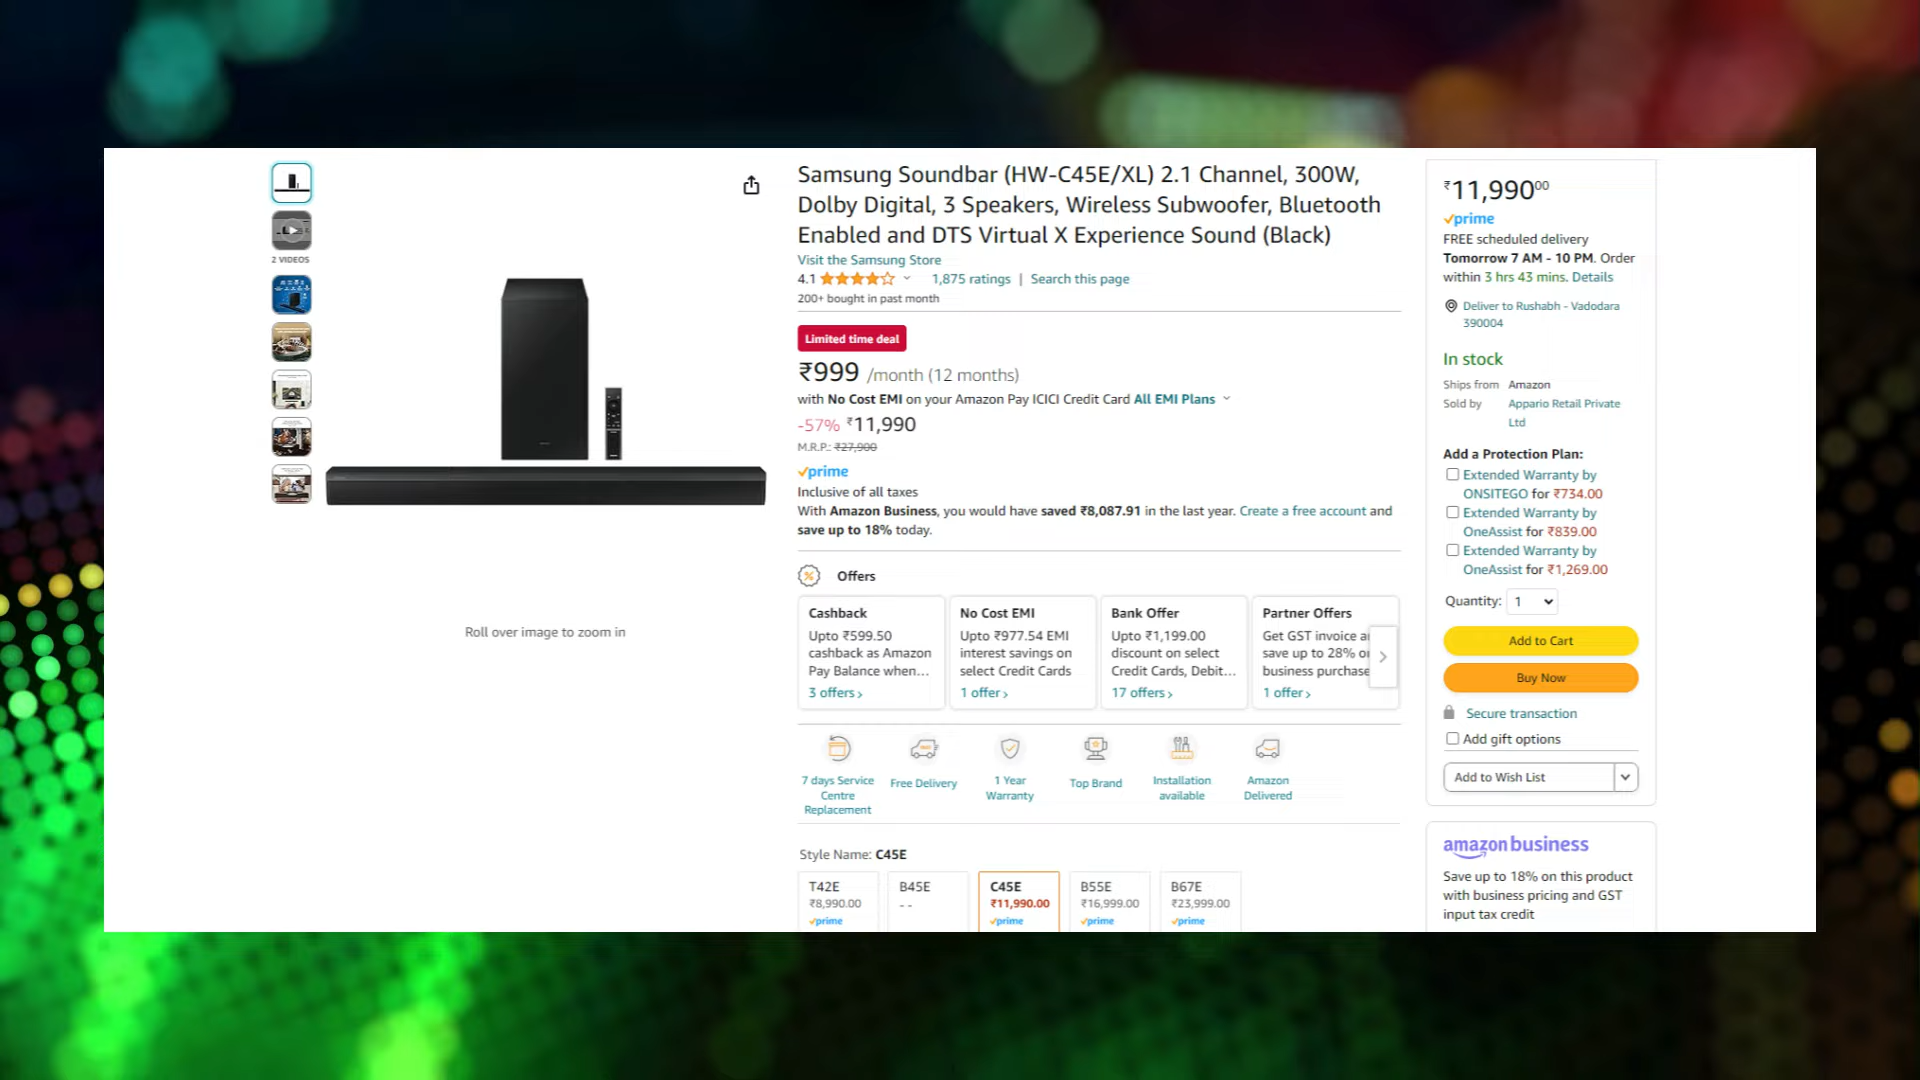 2 VIDEOS
Roll over image to zoom in
Samsung Soundbar (HW-C45E/XL) 2.1 Channel, 300W,
Dolby Digital, 3 Speakers, Wireless Subwoofer, Bluetooth
Enabled and DTS Virtual X Experience Sound (Black)
Visit the Samsung Store
4.1 1,875 ratings | Search this page
200+ bought in past month
Limited time deal
₹999 /month (12 months)
with No Cost EMI on your Amazon Pay ICICI Credit Card All EMI Plans
-57% ₹11,990
M.R.P.: ₹27,900
prime
Inclusive of all taxes
With Amazon Business, you would have saved ₹8,087.91 in the last year. Create a free account and
save up to 18% today.
Offers
Cashback
Upto ₹599.50
cashback as Amazon
Pay Balance when...
3 offers
No Cost EMI
Upto ₹977.54 EMI
interest savings on
select Credit Cards
1 offer
Bank Offer
Upto ₹1,199.00
discount on select
Credit Cards, Debit...
17 offers
Partner Offers
Get GST invoice
save up to 28%
business purchase
1 offer
7 days Service
Centre
Replacement
Free Delivery
1 Year
Warranty
Top Brand
Installation
available
Amazon
Delivered
Style Name: C45E
T42E
₹8,990.00
prime
B45E
--
C45E
₹11,990.00
prime
B55E
₹16,999.00
prime
B67E
₹23,999.00
prime
₹11,99000
prime
FREE scheduled delivery
Tomorrow 7 AM - 10 PM. Order
within 3 hrs 43 mins. Details
Deliver to Rushabh - Vadodara
390004
In stock
Ships from Amazon
Sold by Appario Retail Private
Ltd
Add a Protection Plan:
Extended Warranty by
ONSITEGO for ₹734.00
Extended Warranty by
OneAssist for ₹839.00
Extended Warranty by
OneAssist for ₹1,269.00
Quantity: 1
Add to Cart
Buy Now
Secure transaction
Add gift options
Add to Wish List
amazon business
Save up to 18% on this product
with business pricing and GST
input tax credit